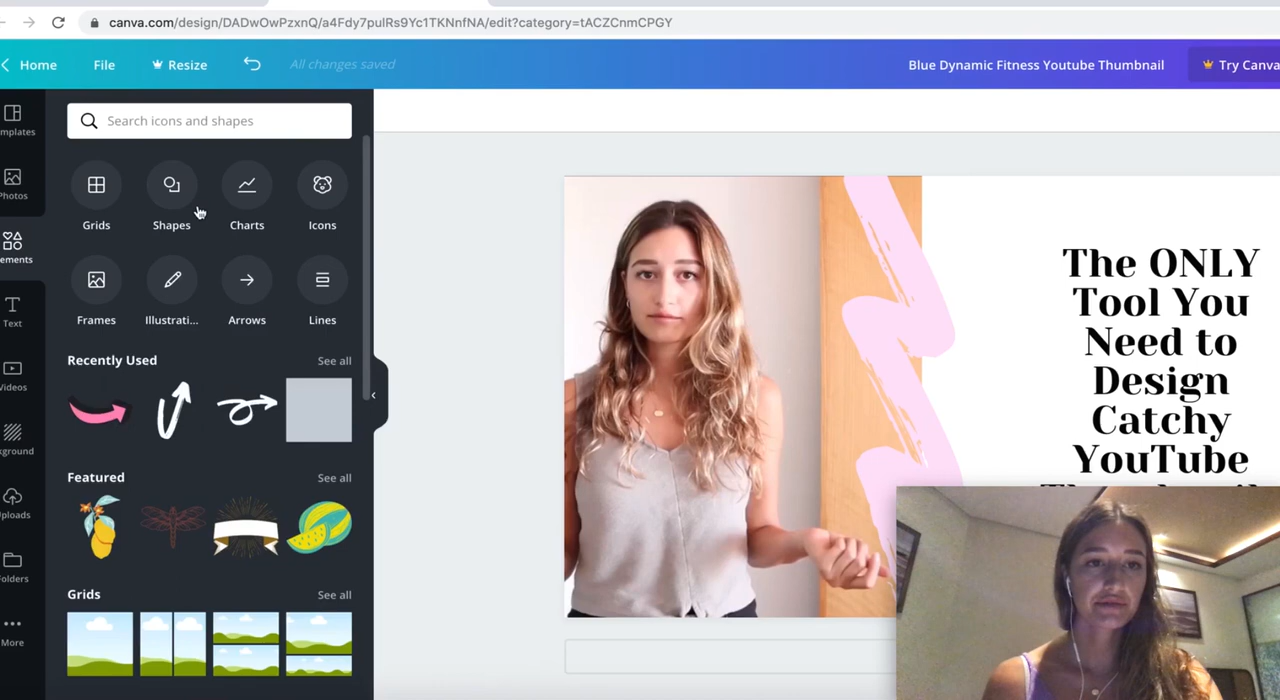 canva.com/design/DADwOwPzxnQ/a4Fdy7pulRs9Yc1TKNnfNA/edit?category=tACZCnmCPGY
Home File Resize All changes saved Blue Dynamic Fitness Youtube Thumbnail Try Canva
Search icons and shapes
mplates
Photos
ements
Text
Videos
kground
ploads
olders
More
Grids Shapes Charts Icons
Frames Illustrati... Arrows Lines
Recently Used See all
Featured See all
Grids See all
The ONLY
Tool You
Need to
Design
Catchy
YouTube